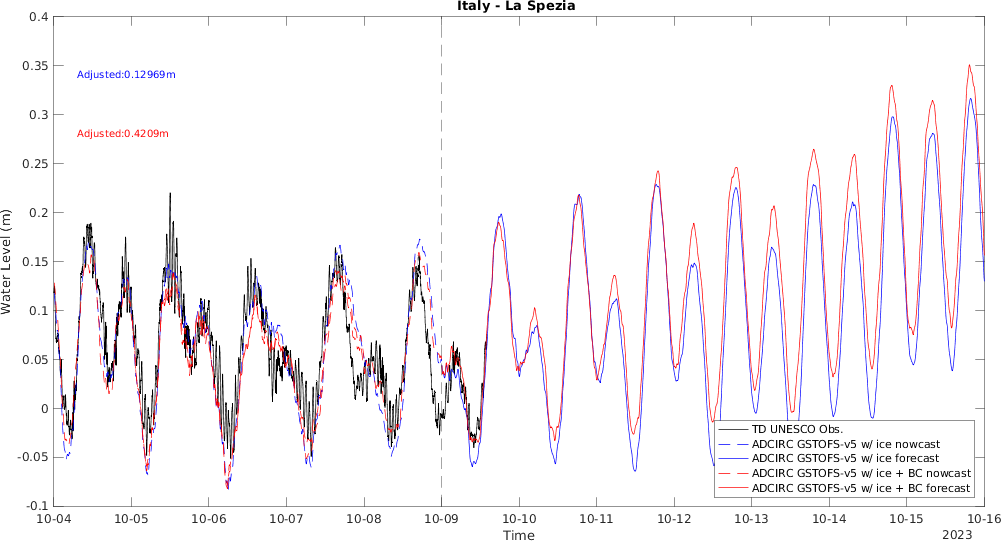 Italy - La Spezia
0.4
0.35
0.3
0.25
0.2
0.15
0.1
0.05
0
-0.05
-0.1
Water Level (m)
Adjusted:0.12969m
Adjusted:0.4209m
TD UNESCO Obs.
ADCIRC GSTOFS-v5 w/ ice nowcast
ADCIRC GSTOFS-v5 w/ ice forecast
ADCIRC GSTOFS-v5 w/ ice + BC nowcast
ADCIRC GSTOFS-v5 w/ ice + BC forecast
10-04 10-05 10-06 10-07 10-08 10-09 10-10 10-11 10-12 10-13 10-14 10-15 10-16
Time
2023